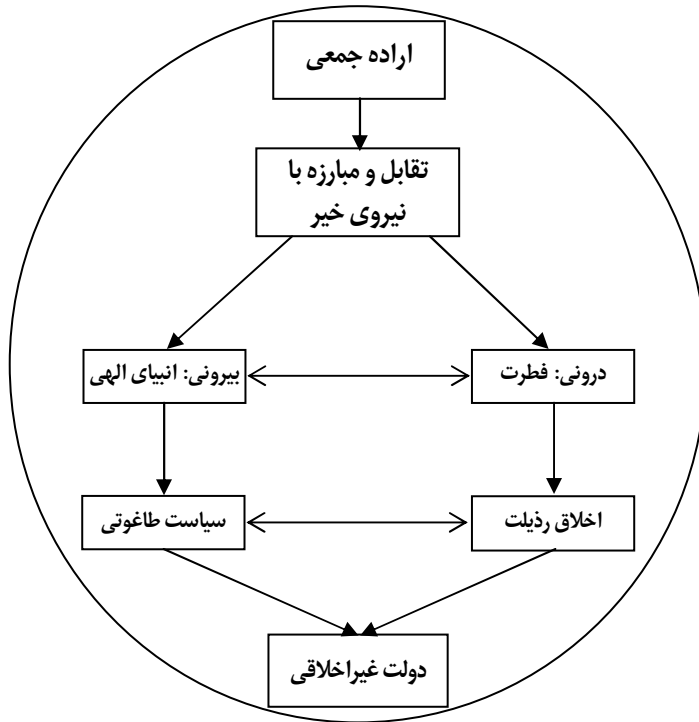 اراده جمعی
تقابل و مبارزه با
نیروی خیر
درونی: فطرت
بیرونی: انبیای الهی
اخلاق رذیلت
سیاست طاغوتی
دولت غیراخلاقی